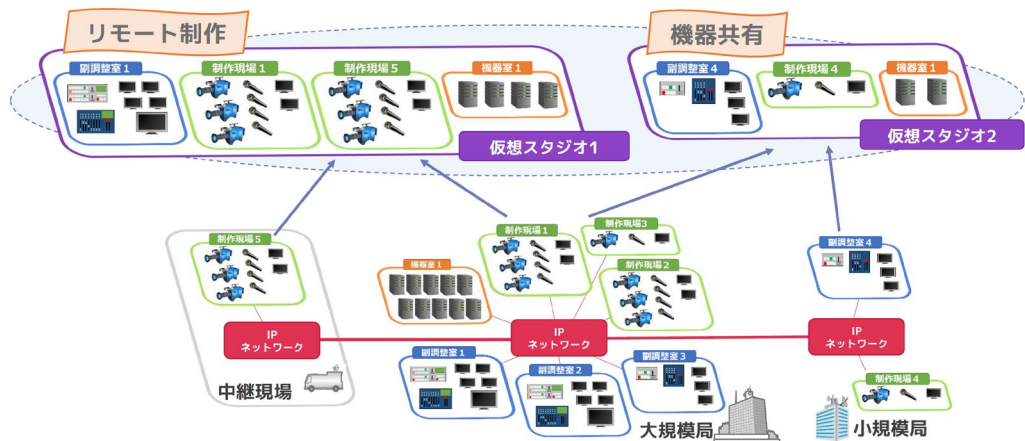 リモート制作
機器共有
副調整室1
制作現場1
制作現場5
機器室1
副調整室4
制作現場4
機器室1
仮想スタジオ1
仮想スタジオ2
制作現場5
制作現場1
制作現場3
副調整室4
機器室1
制作現場2
IP
ネットワーク
IP
ネットワーク
IP
ネットワーク
副調整室1
副調整室2
副調整室3
制作現場4
中継現場
大規模局
小規模局